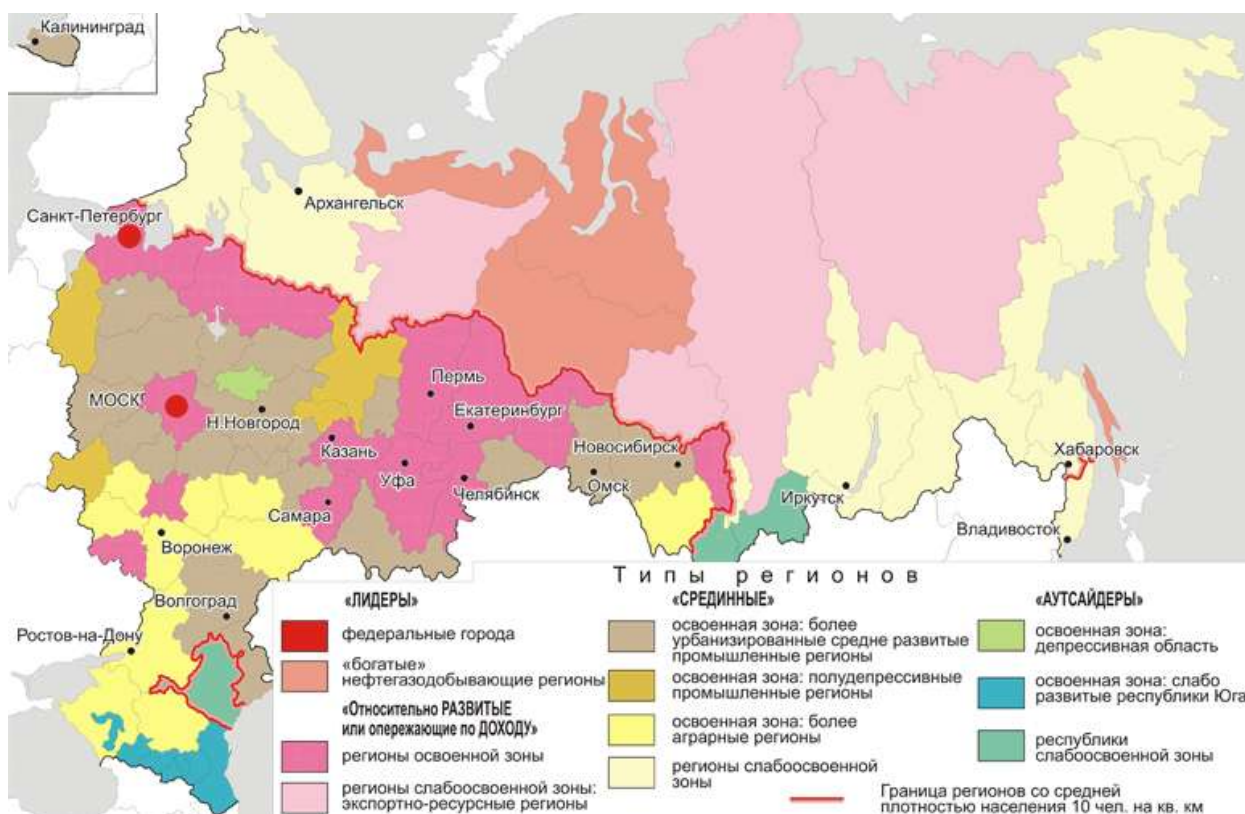 Калининград
Архангельск
Санкт-Петербург
Пермь
МОСК
Н.Новгород
Екатеринбург
Казань
Новосибирск
Хабаровск
Уфа
Омск
Челябинск
Иркутск
Самара
Владивосток
Воронеж
Волгоград
Ростов-на-Дону
Типы регионов
«ЛИДЕРЫ»
федеральные города
«богатые»
нефтегазодобывающие регионы
«Относительно РАЗВИТЫЕ
или опережающие по ДОХОДУ»
регионы освоенной зоны
регионы слабоосвоенной зоны:
экспортно-ресурсные регионы
«СРЕДИННЫЕ»
освоенная зона: более
урбанизированные средне развитые
промышленные регионы
освоенная зона: полудепрессивные
промышленные регионы
освоенная зона: более
аграрные регионы
регионы слабоосвоенной
зоны
«АУТСАЙДЕРЫ»
освоенная зона:
депрессивная область
освоенная зона: слабо
развитые республики Юга
республики
слабоосвоенной зоны
Граница регионов со средней
плотностью населения 10 чел. на кв. км